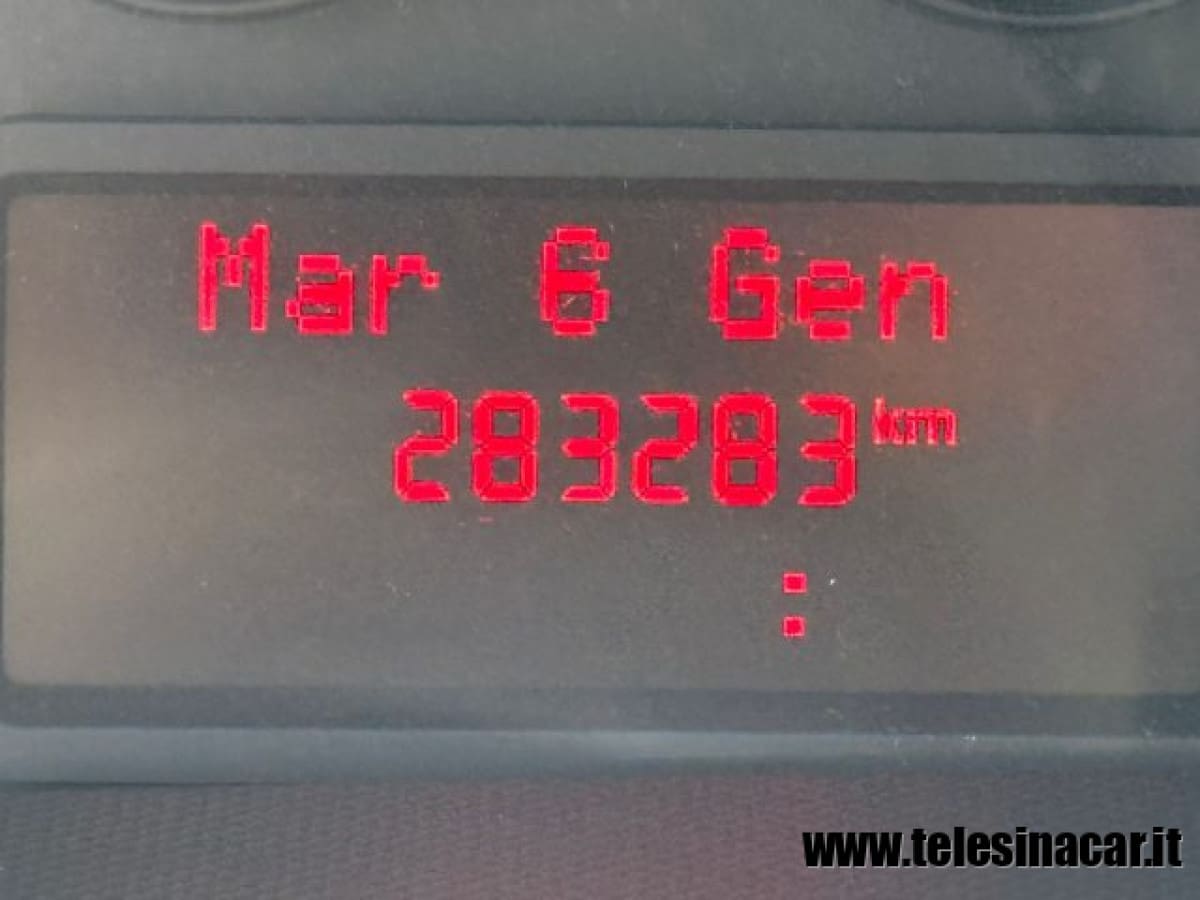 Mar 6 Gen
283283 km
:
www.telesinacar.it